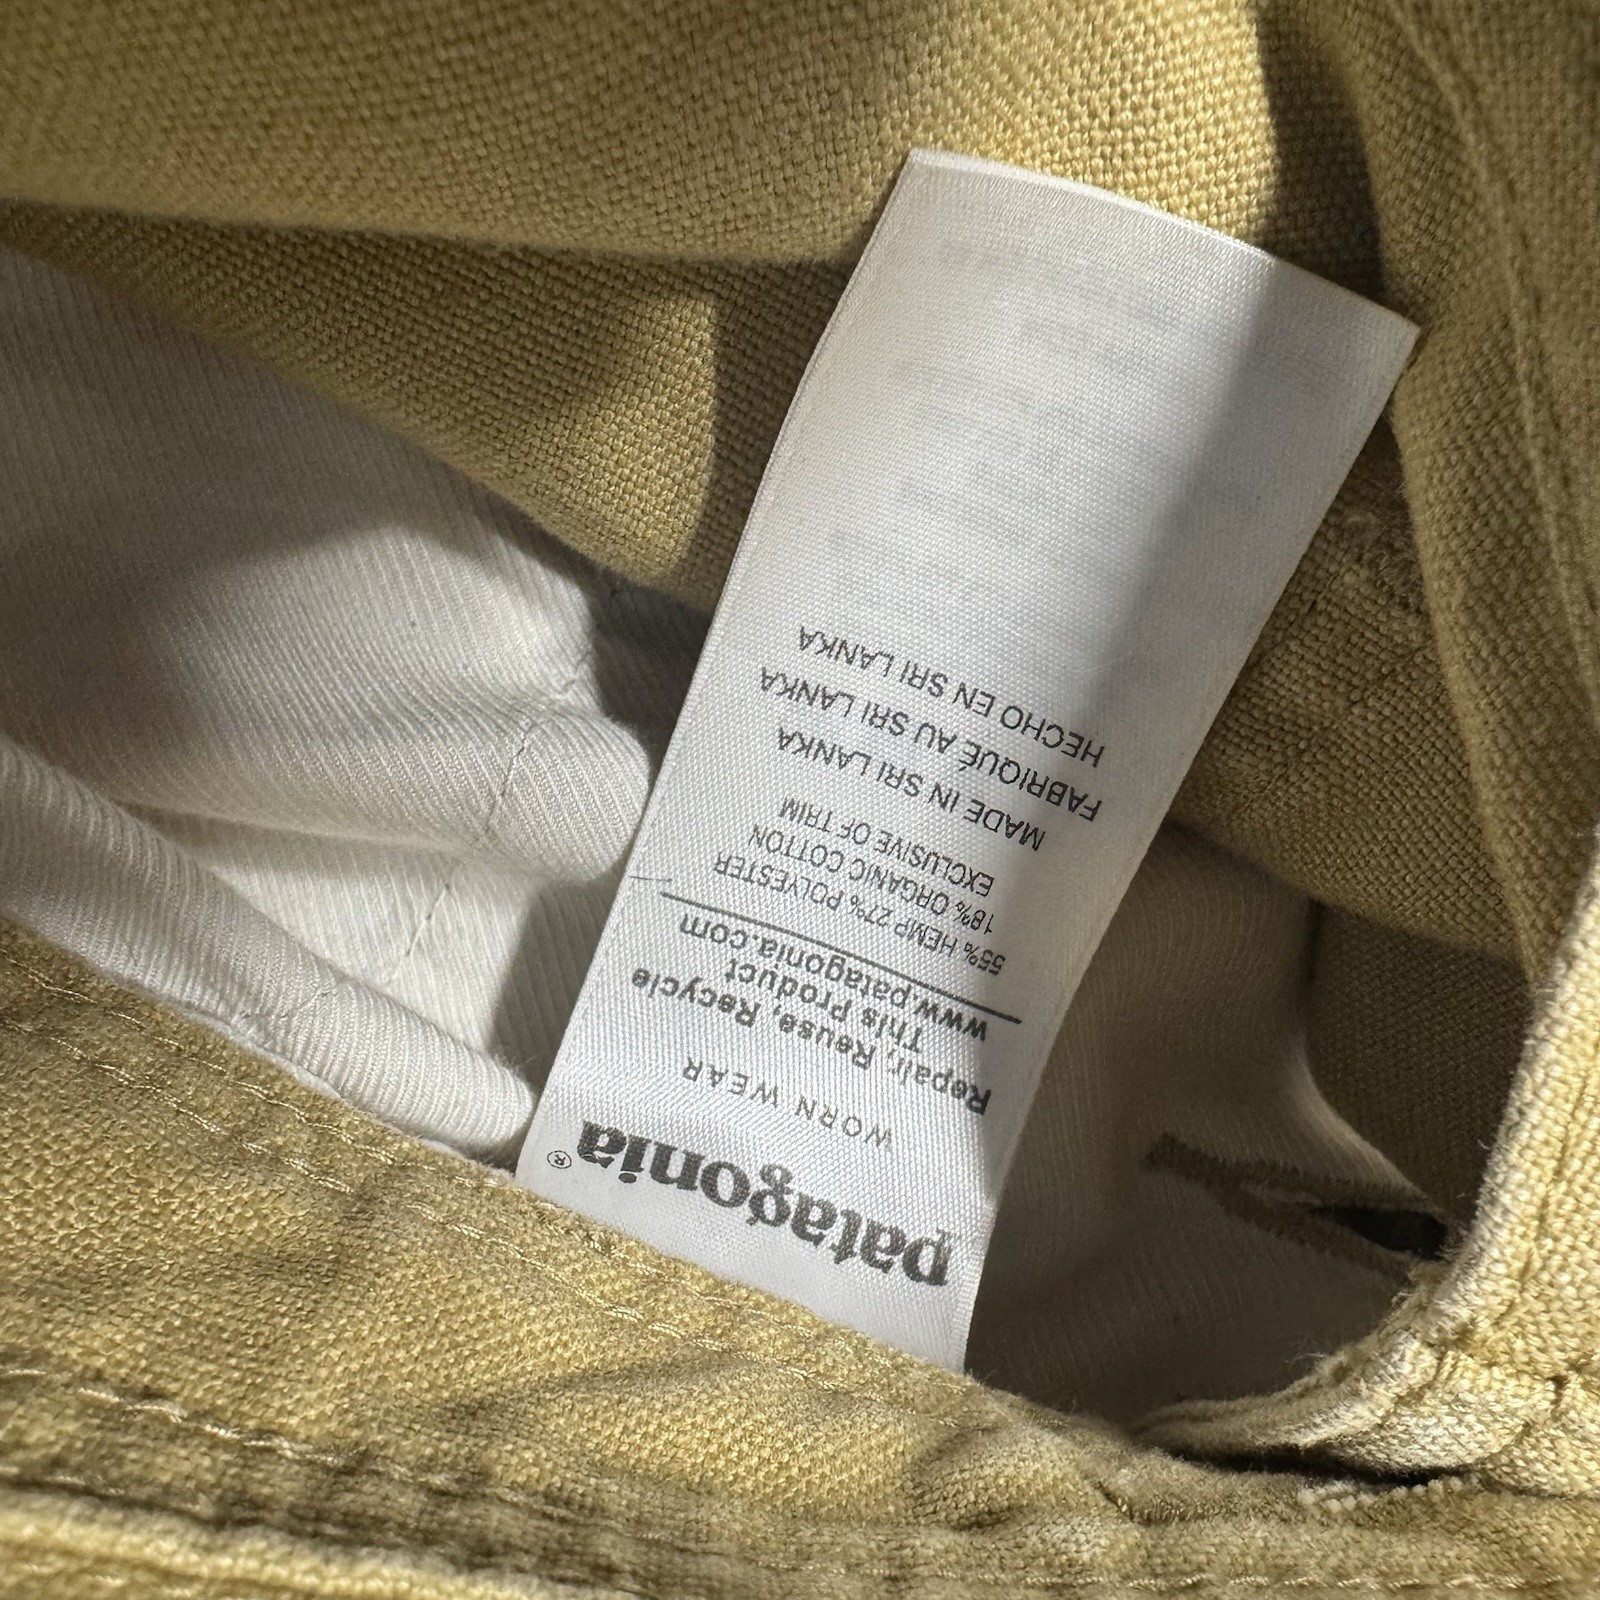 patagonia®
WORN WEAR
Repair, Reuse, Recycle
This Product
www.patagonia.com
55% HEMP 27% POLYESTER
18% ORGANIC COTTON
EXCLUSIVE OF TRIM
MADE IN SRI LANKA
FABRIQUÉ AU SRI LANKA
HECHO EN SRI LANKA